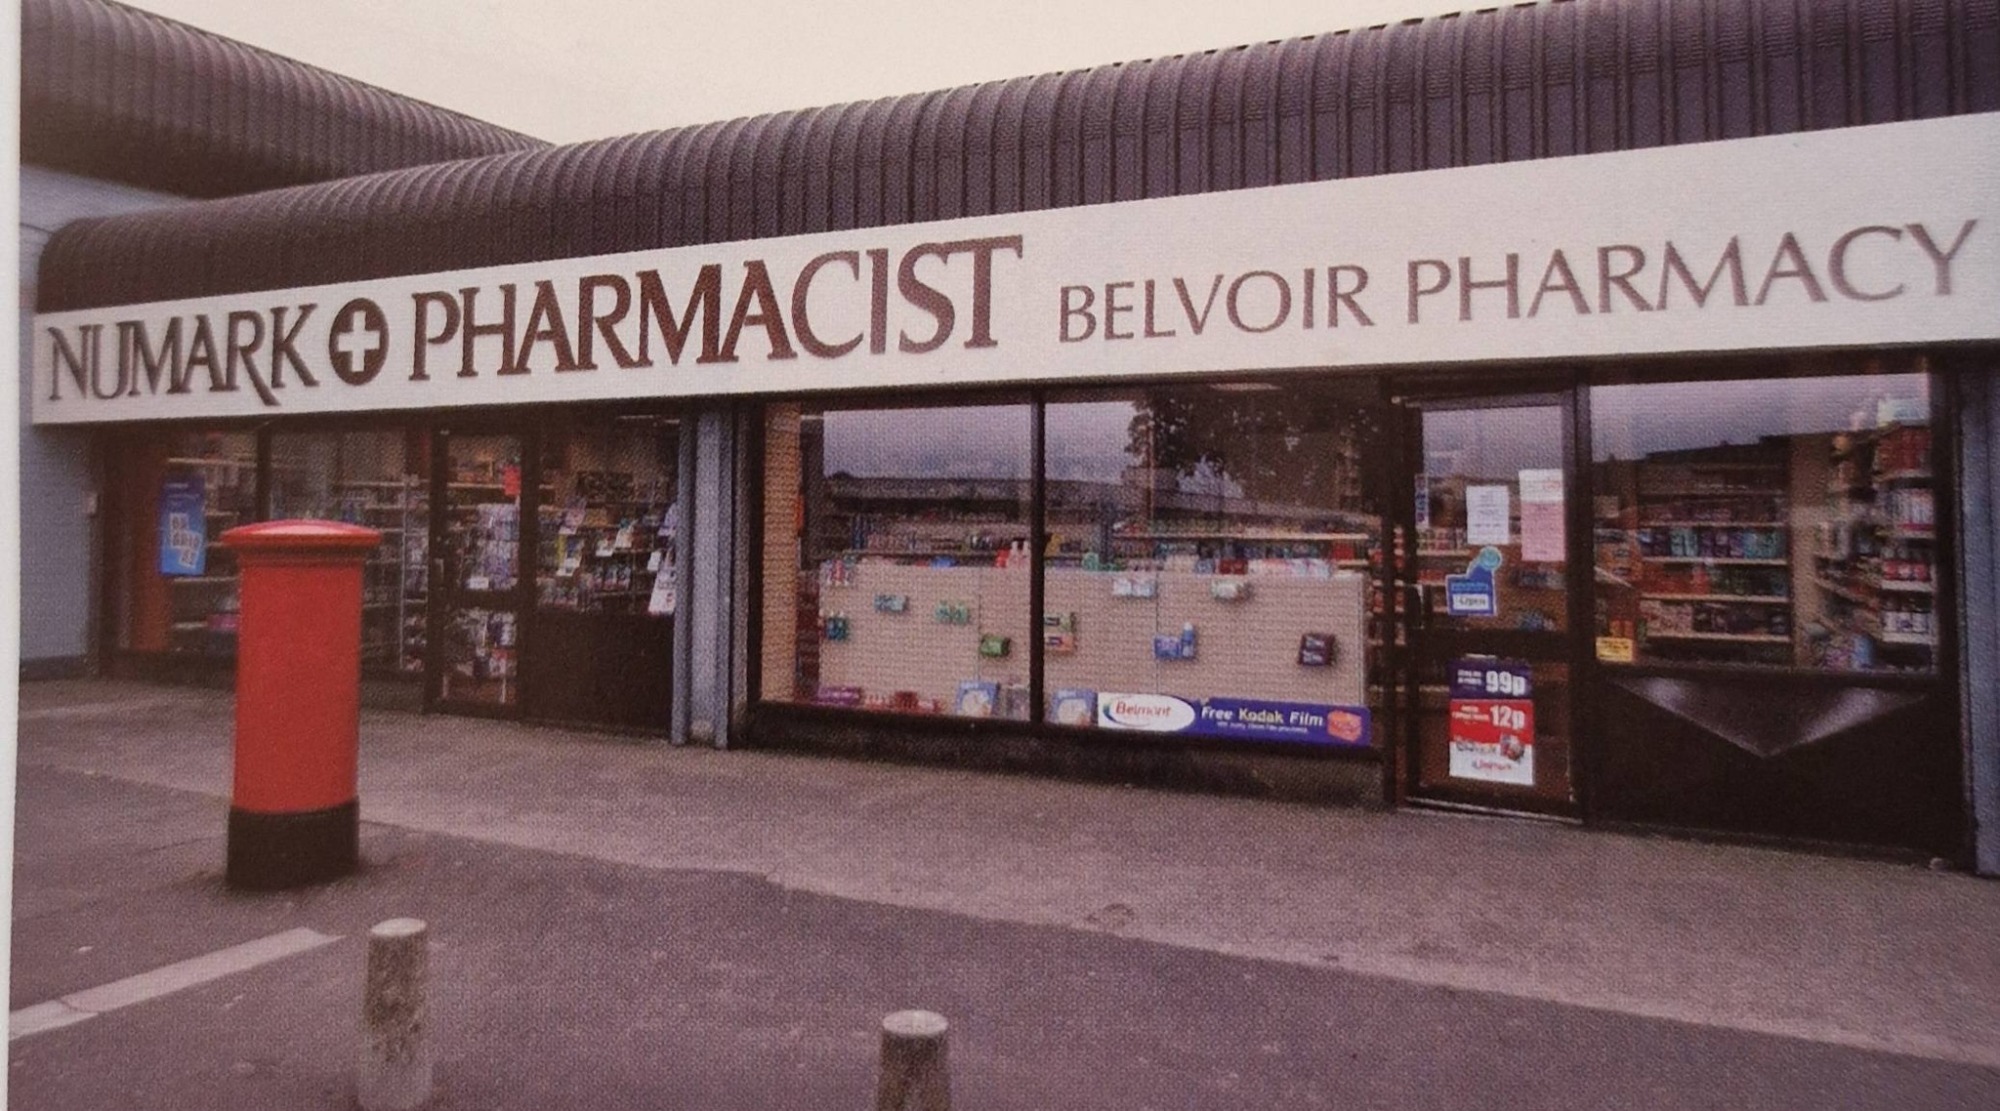 NUMARK PHARMACIST BELVOIR PHARMACY
Belmont
Free Kodak Film
99p
12p